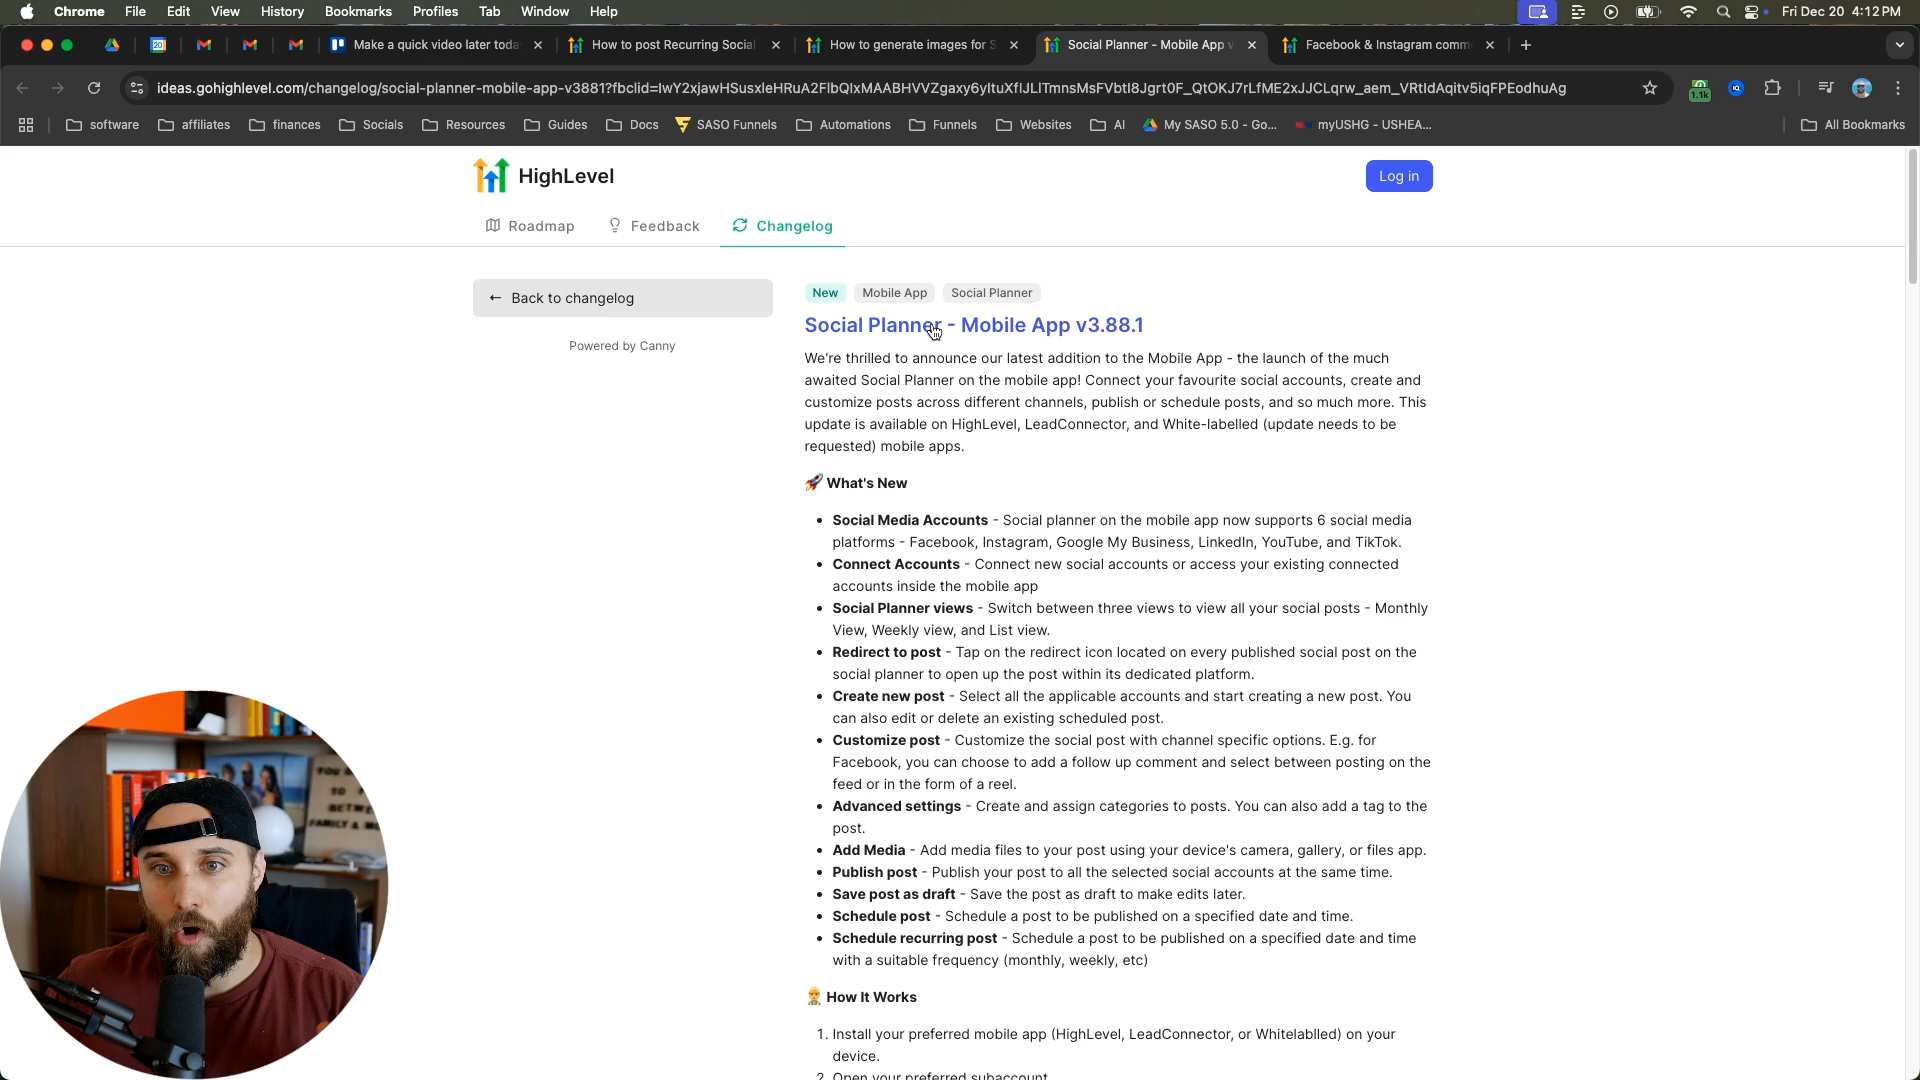 Chrome File Edit View History Bookmarks Profiles Tab Window Help
Fri Dec 20 4:12 PM
20
Make a quick video later toda
How to post Recurring Social
How to generate images for S
Social Planner - Mobile App v
Facebook & Instagram comm
ideas.gohighlevel.com/changelog/social-planner-mobile-app-v3881?fbclid=IwY2xjawHSusxleHRuA2FlbQIxMAABHVVZgaxy6yltuXfIJLlTmnsMsFVbtI8Jgrt0F_QtOKJ7rLfME2xJJCLqrw_aem_VRtIdAqitv5iqFPEodhuAg
1.1k
software affiliates finances Socials Resources Guides Docs SASO Funnels Automations Funnels Websites AI My SASO 5.0 - Go... myUSHG - USHEA... All Bookmarks
HighLevel
Log in
Roadmap Feedback Changelog
← Back to changelog
Powered by Canny
New Mobile App Social Planner
Social Planner - Mobile App v3.88.1
We're thrilled to announce our latest addition to the Mobile App - the launch of the much
awaited Social Planner on the mobile app! Connect your favourite social accounts, create and
customize posts across different channels, publish or schedule posts, and so much more. This
update is available on HighLevel, LeadConnector, and White-labelled (update needs to be
requested) mobile apps.
🚀 What's New
• Social Media Accounts - Social planner on the mobile app now supports 6 social media
platforms - Facebook, Instagram, Google My Business, LinkedIn, YouTube, and TikTok.
• Connect Accounts - Connect new social accounts or access your existing connected
accounts inside the mobile app
• Social Planner views - Switch between three views to view all your social posts - Monthly
View, Weekly view, and List view.
• Redirect to post - Tap on the redirect icon located on every published social post on the
social planner to open up the post within its dedicated platform.
• Create new post - Select all the applicable accounts and start creating a new post. You
can also edit or delete an existing scheduled post.
• Customize post - Customize the social post with channel specific options. E.g. for
Facebook, you can choose to add a follow up comment and select between posting on the
feed or in the form of a reel.
• Advanced settings - Create and assign categories to posts. You can also add a tag to the
post.
• Add Media - Add media files to your post using your device's camera, gallery, or files app.
• Publish post - Publish your post to all the selected social accounts at the same time.
• Save post as draft - Save the post as draft to make edits later.
• Schedule post - Schedule a post to be published on a specified date and time.
• Schedule recurring post - Schedule a post to be published on a specified date and time
with a suitable frequency (monthly, weekly, etc)
👷 How It Works
1. Install your preferred mobile app (HighLevel, LeadConnector, or Whitelablled) on your
device.
2. Open your preferred subaccount